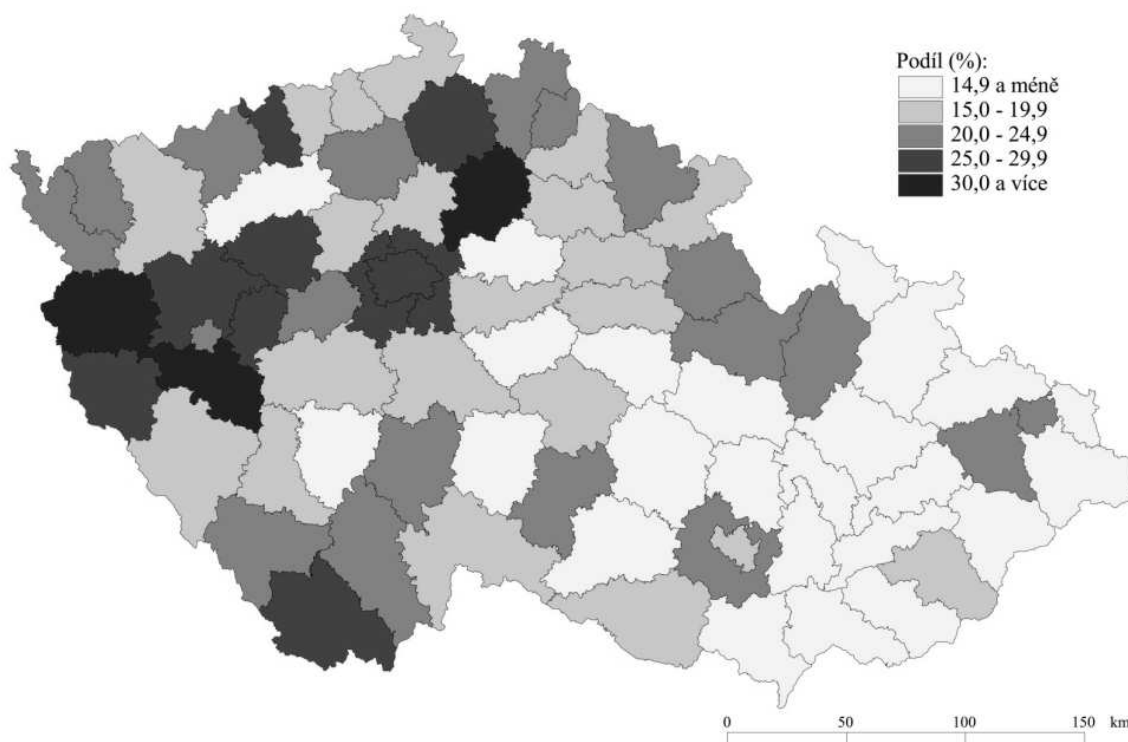 Podíl (%):
14,9 a méně
15,0 - 19,9
20,0 - 24,9
25,0 - 29,9
30,0 a více
0 50 100 150 km